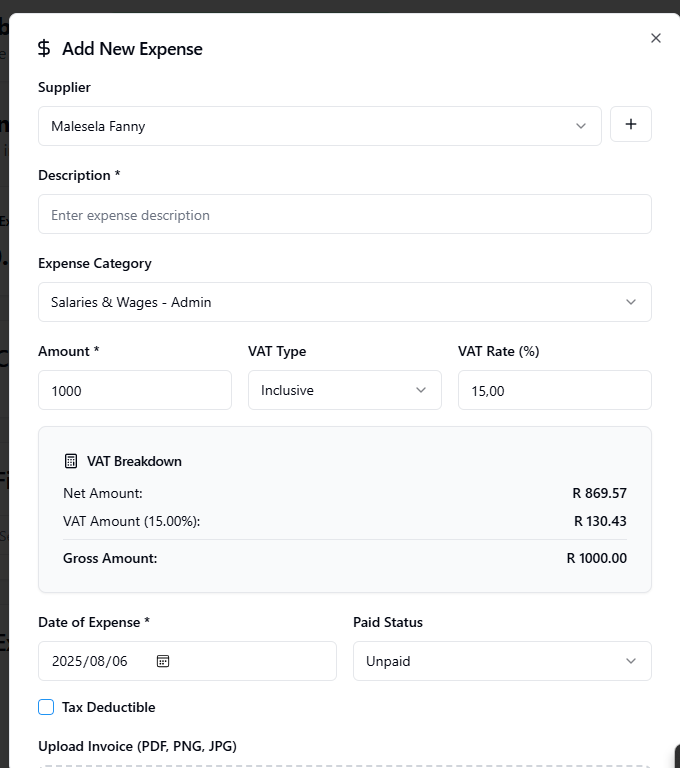 Add New Expense
Supplier
Malesela Fanny
Description *
Enter expense description
Expense Category
Salaries & Wages - Admin
Amount * VAT Type VAT Rate (%)
1000 Inclusive 15,00
VAT Breakdown
Net Amount: R 869.57
VAT Amount (15.00%): R 130.43
Gross Amount: R 1000.00
Date of Expense * Paid Status
2025/08/06 Unpaid
Tax Deductible
Upload Invoice (PDF, PNG, JPG)